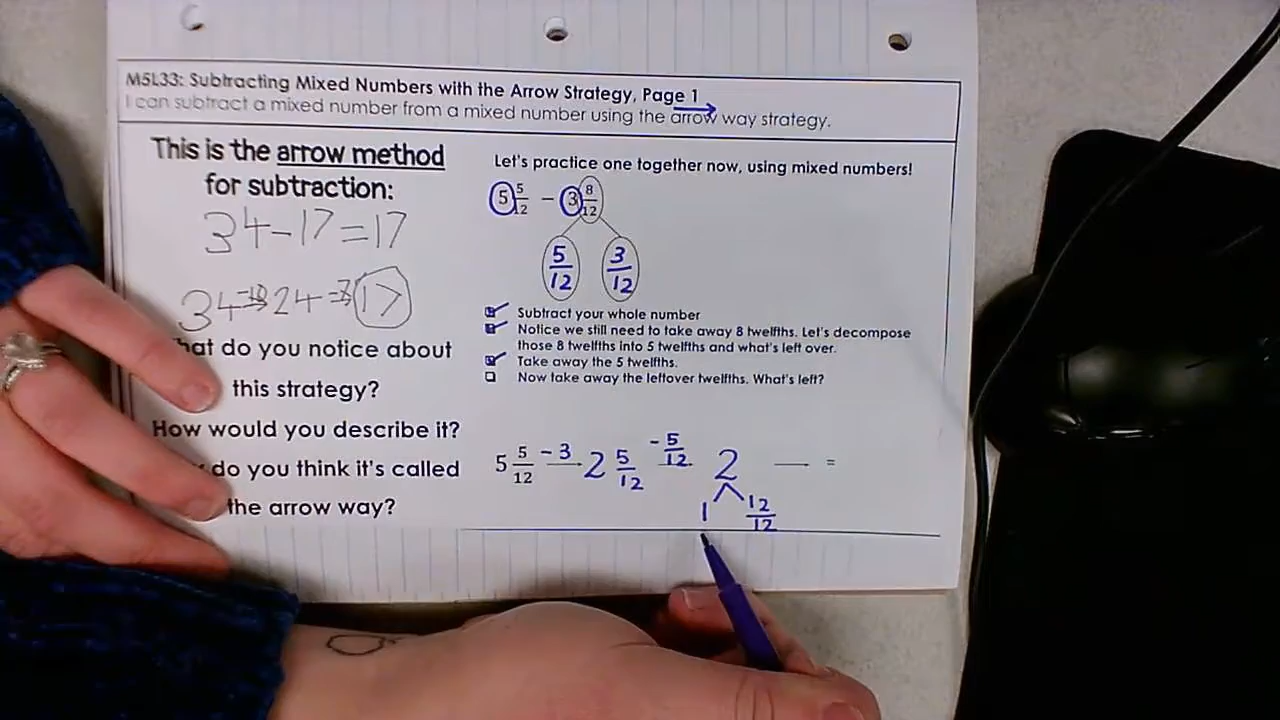 M5L33: Subtracting Mixed Numbers with the Arrow Strategy, Page 1
I can subtract a mixed number from a mixed number using the arrow way strategy.
This is the arrow method
for subtraction:
34-17=17
34 -10 24 -7 17
do you notice about
this strategy?
How would you describe it?
do you think it's called
the arrow way?
Let's practice one together now, using mixed numbers!
5 5/12 - 3 8/12
5/12 3/12
Subtract your whole number
Notice we still need to take away 8 twelfths. Let's decompose
those 8 twelfths into 5 twelfths and what's left over.
Take away the 5 twelfths.
Now take away the leftover twelfths. What's left?
5 5/12 -3 2 5/12 -5/12 2 =
1 12/12